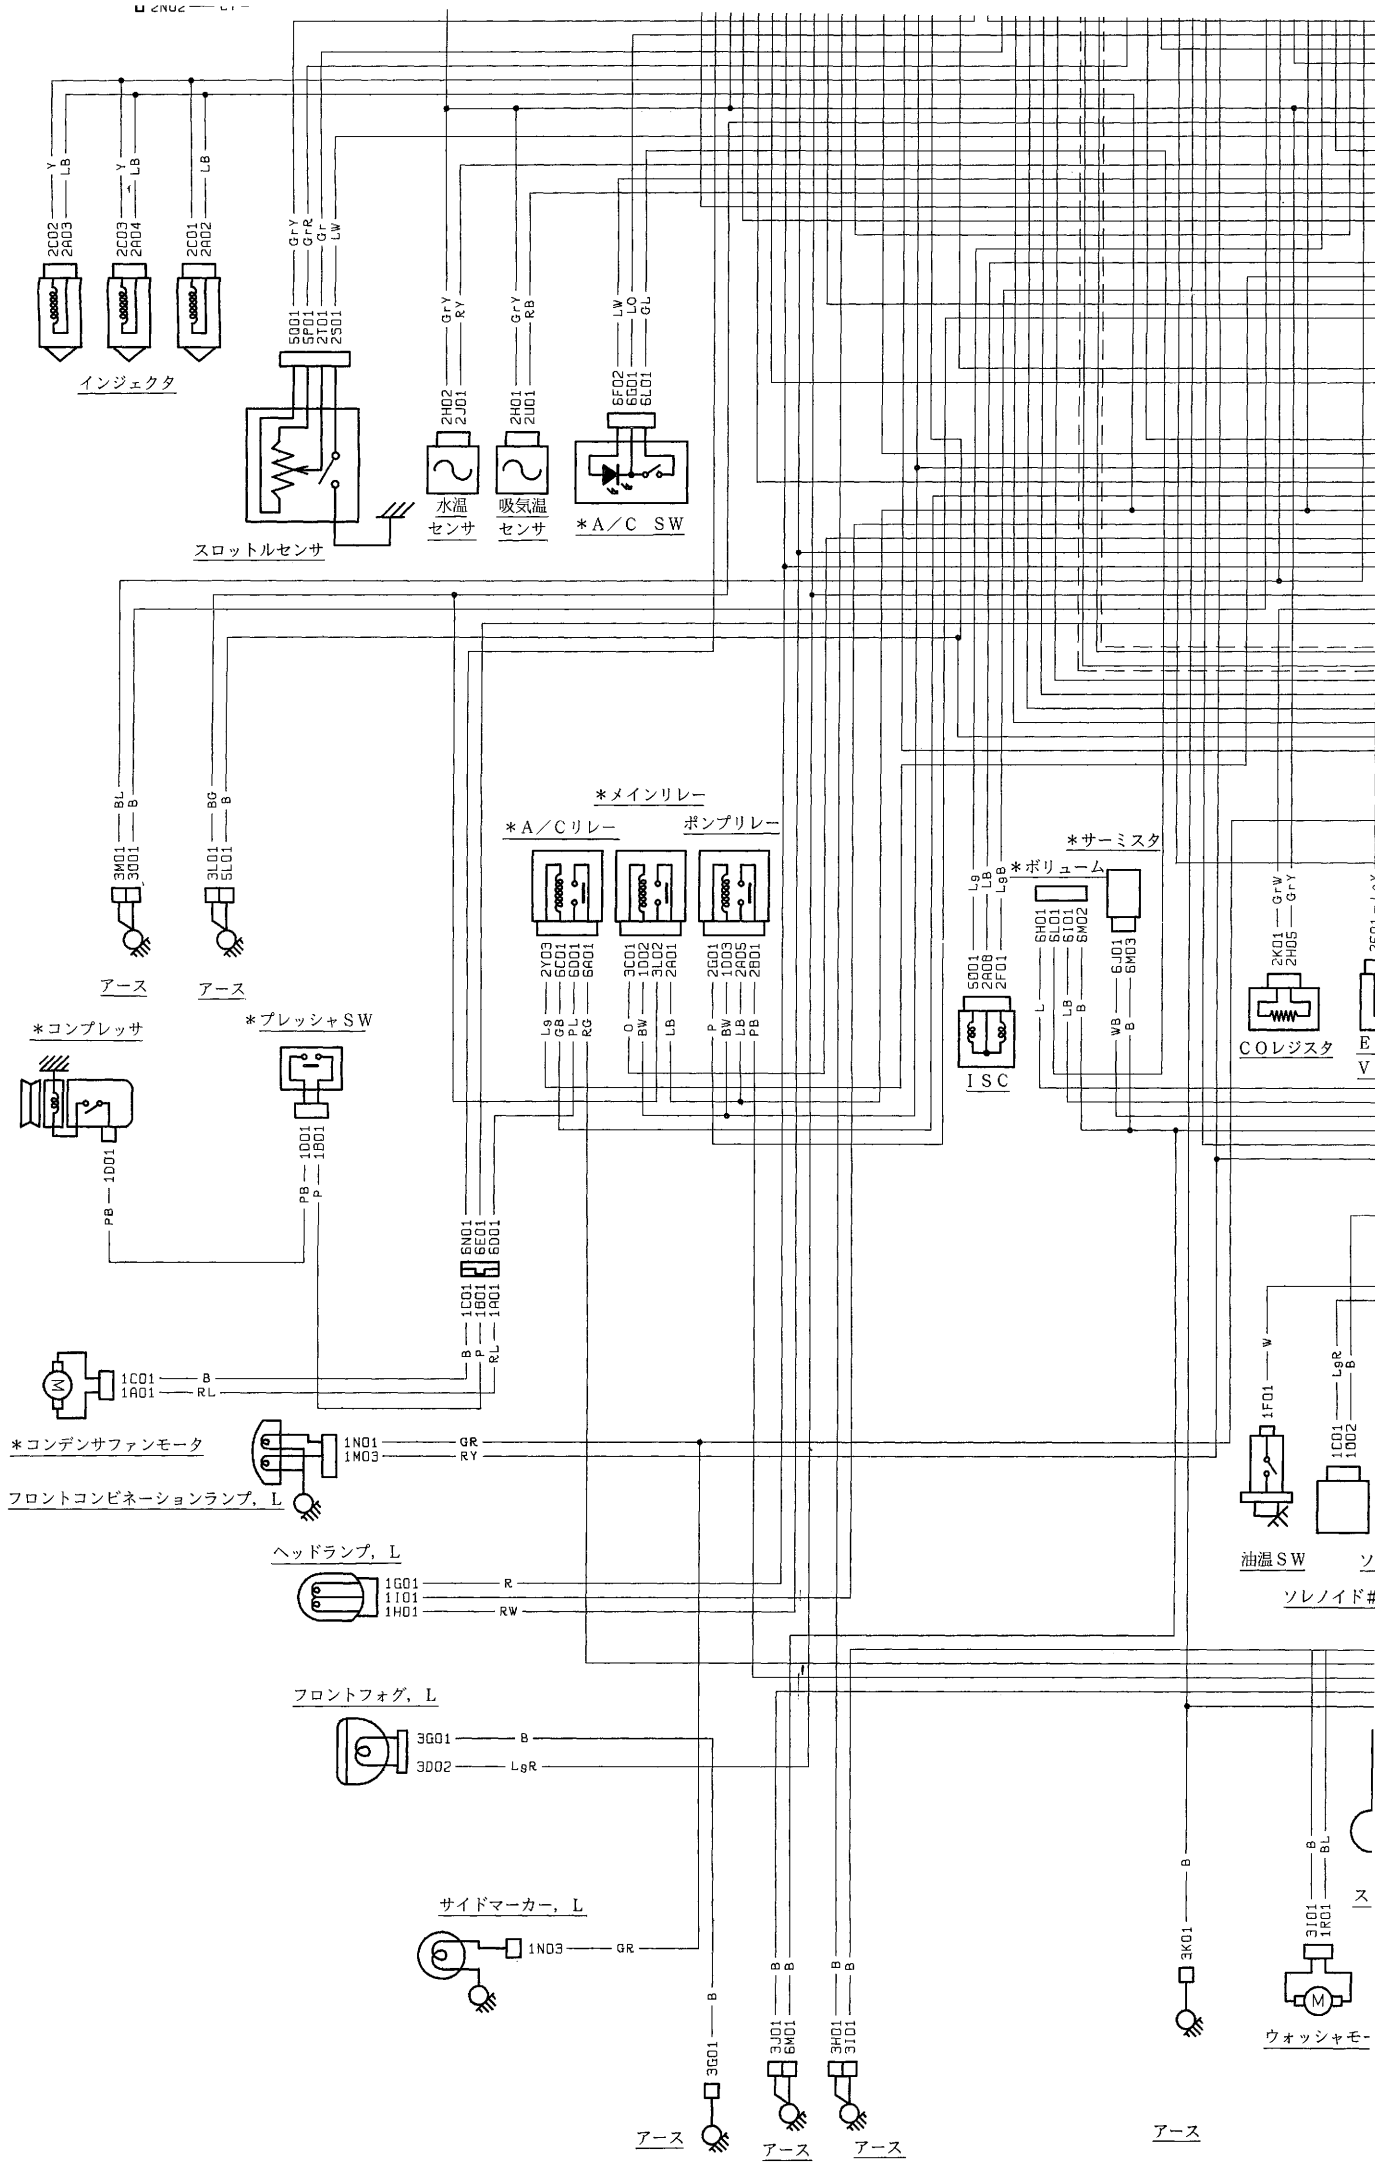 Y
LB
Y
LB
LB
2C02
2A03
2C03
2A04
2C01
2A02
インジェクタ
GrY
GrR
Gr
LW
5Q01
5P01
2T01
2S01
スロットルセンサ
GrY
RY
2H02
2J01
水温
センサ
GrY
RB
2H01
2U01
吸気温
センサ
LW
LO
GL
6F02
6G01
6L01
*A/C SW
BL
B
3M01
3O01
アース
BG
B
3L01
5L01
アース
*メインリレー
*A/Cリレー
ポンプリレー
2Y03
6C01
6D01
6A01
Lg
GB
PL
RG
3C01
1D02
3L02
2A01
O
BW
LB
2G01
1D03
2A05
2B01
P
BW
LB
PB
Lg
LB
LgB
5O01
2A08
2F01
ISC
*サーミスタ
*ボリューム
6H01
6L01
6I01
6M02
L
LB
B
6J01
6M03
WB
B
GrW
GrY
2K01
2H05
COレジスタ
E
V
*コンプレッサ
1D01
PB
*プレッシャSW
1D01
1B01
PB
P
6N01
6E01
6D01
1C01
1B01
1A01
B
P
RL
1C01 B
1A01 RL
*コンデンサファンモータ
1N01 GR
1M03 RY
フロントコンビネーションランプ, L
W
1F01
油温SW
LgR
B
1C01
1O02
ソ
ソレノイド#
ヘッドランプ, L
1G01 R
1I01
1H01 RW
フロントフォグ, L
3G01 B
3D02 LgR
サイドマーカー, L
1N03 GR
B
3G01
アース
B
B
3J01
6M01
アース
B
B
3H01
3I01
アース
B
3K01
アース
B
BL
3I01
1R01
ウォッシャモー
ス